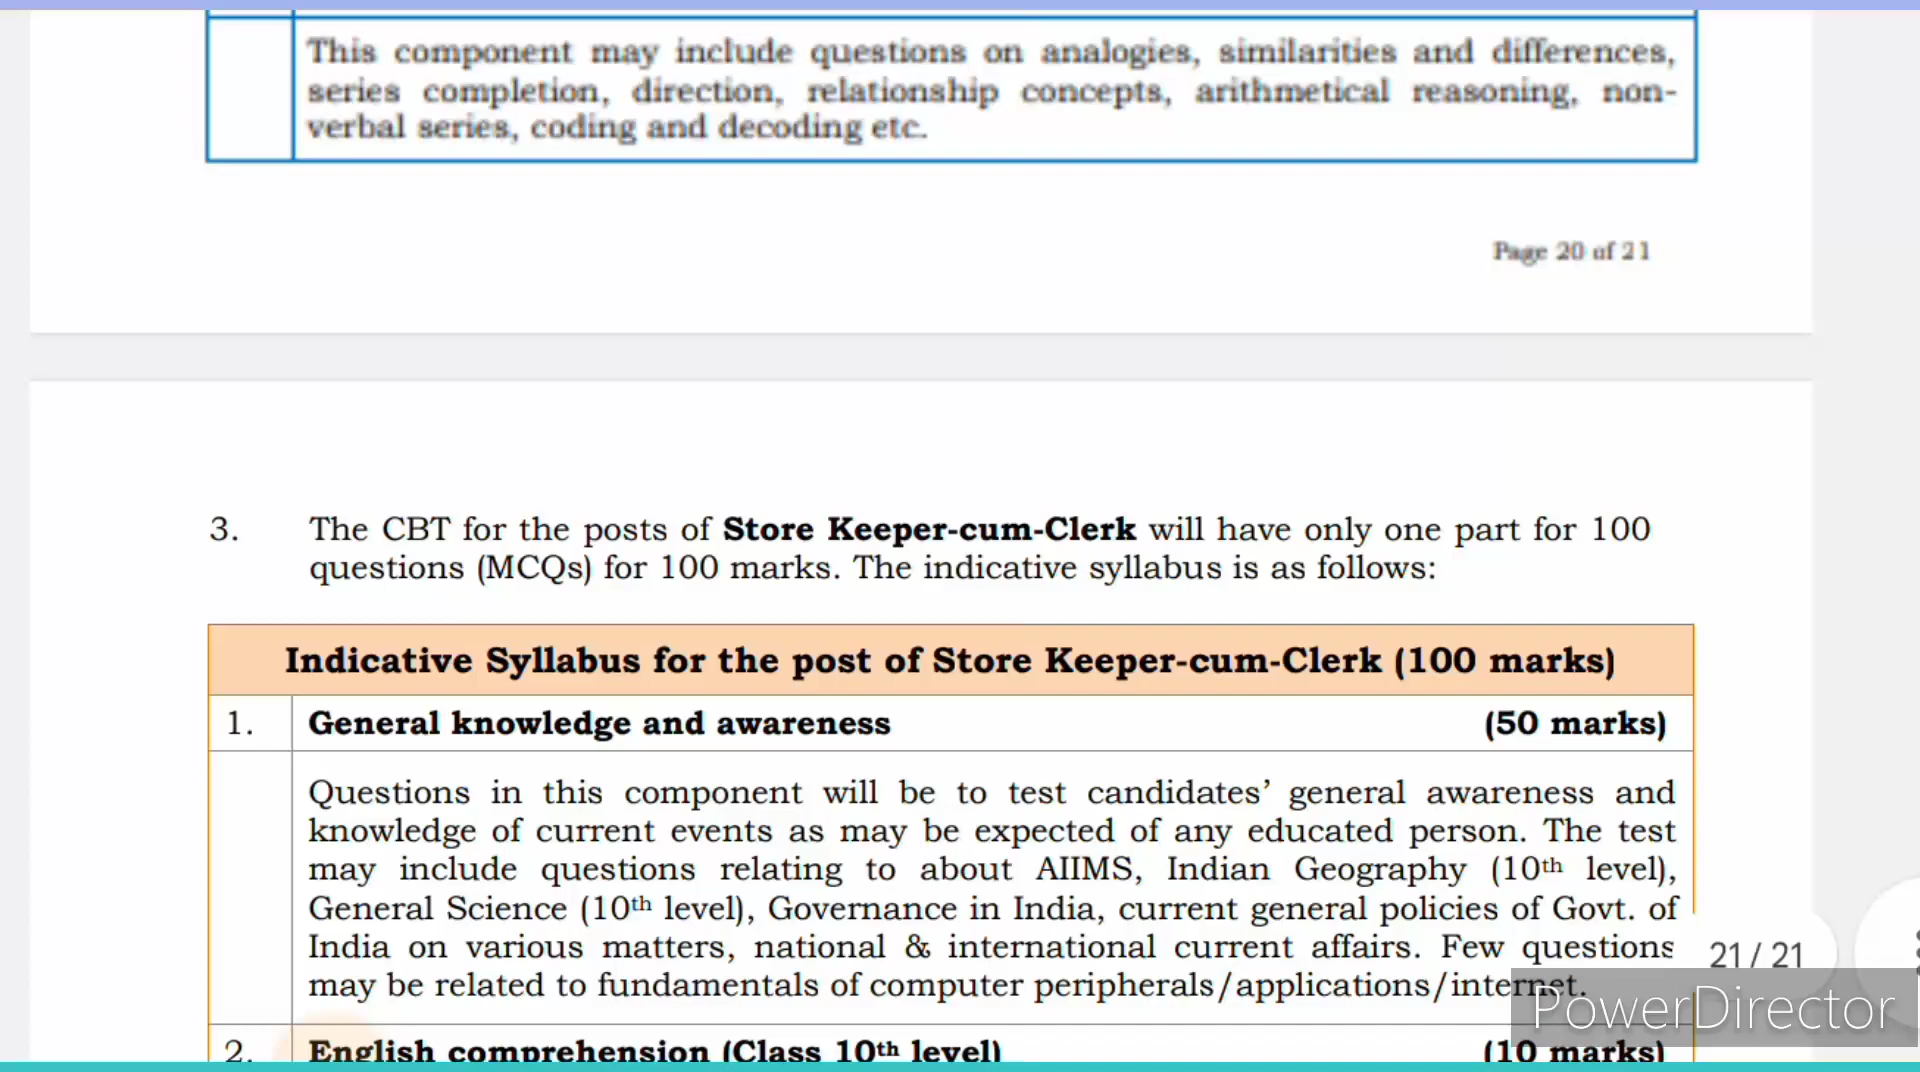 This component may include questions on analogies, similarities and differences,
series completion, direction, relationship concepts, arithmetical reasoning, non-
verbal series, coding and decoding etc.
Page 20 of 21
3. The CBT for the posts of Store Keeper-cum-Clerk will have only one part for 100
questions (MCQs) for 100 marks. The indicative syllabus is as follows:
Indicative Syllabus for the post of Store Keeper-cum-Clerk (100 marks)
1. General knowledge and awareness (50 marks)
Questions in this component will be to test candidates’ general awareness and
knowledge of current events as may be expected of any educated person. The test
may include questions relating to about AIIMS, Indian Geography (10th level),
General Science (10th level), Governance in India, current general policies of Govt. of
India on various matters, national & international current affairs. Few questions
may be related to fundamentals of computer peripherals/applications/internet.
21 / 21
PowerDirector
2. English comprehension (Class 10th level) (10 marks)